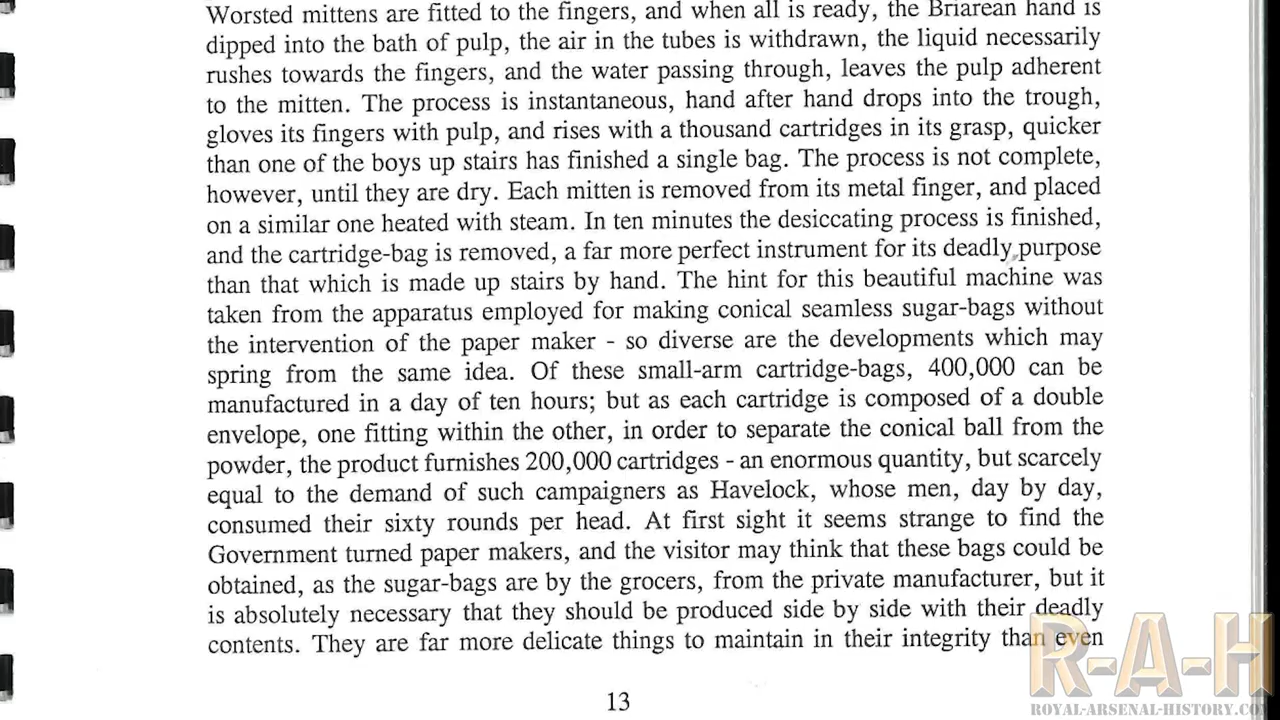 Worsted mittens are fitted to the fingers, and when all is ready, the Briarean hand is
dipped into the bath of pulp, the air in the tubes is withdrawn, the liquid necessarily
rushes towards the fingers, and the water passing through, leaves the pulp adherent
to the mitten. The process is instantaneous, hand after hand drops into the trough,
gloves its fingers with pulp, and rises with a thousand cartridges in its grasp, quicker
than one of the boys up stairs has finished a single bag. The process is not complete,
however, until they are dry. Each mitten is removed from its metal finger, and placed
on a similar one heated with steam. In ten minutes the desiccating process is finished,
and the cartridge-bag is removed, a far more perfect instrument for its deadly purpose
than that which is made up stairs by hand. The hint for this beautiful machine was
taken from the apparatus employed for making conical seamless sugar-bags without
the intervention of the paper maker - so diverse are the developments which may
spring from the same idea. Of these small-arm cartridge-bags, 400,000 can be
manufactured in a day of ten hours; but as each cartridge is composed of a double
envelope, one fitting within the other, in order to separate the conical ball from the
powder, the product furnishes 200,000 cartridges - an enormous quantity, but scarcely
equal to the demand of such campaigners as Havelock, whose men, day by day,
consumed their sixty rounds per head. At first sight it seems strange to find the
Government turned paper makers, and the visitor may think that these bags could be
obtained, as the sugar-bags are by the grocers, from the private manufacturer, but it
is absolutely necessary that they should be produced side by side with their deadly
contents. They are far more delicate things to maintain in their integrity than even
13
R-A-H
ROYAL-ARSENAL-HISTORY.CO